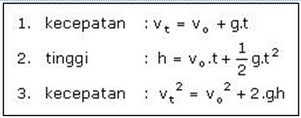 1. kecepatan : vₜ = vₒ + g.t
2. tinggi : h = vₒ.t + 1/2 g.t²
3. kecepatan : vₜ² = vₒ² + 2.g.h